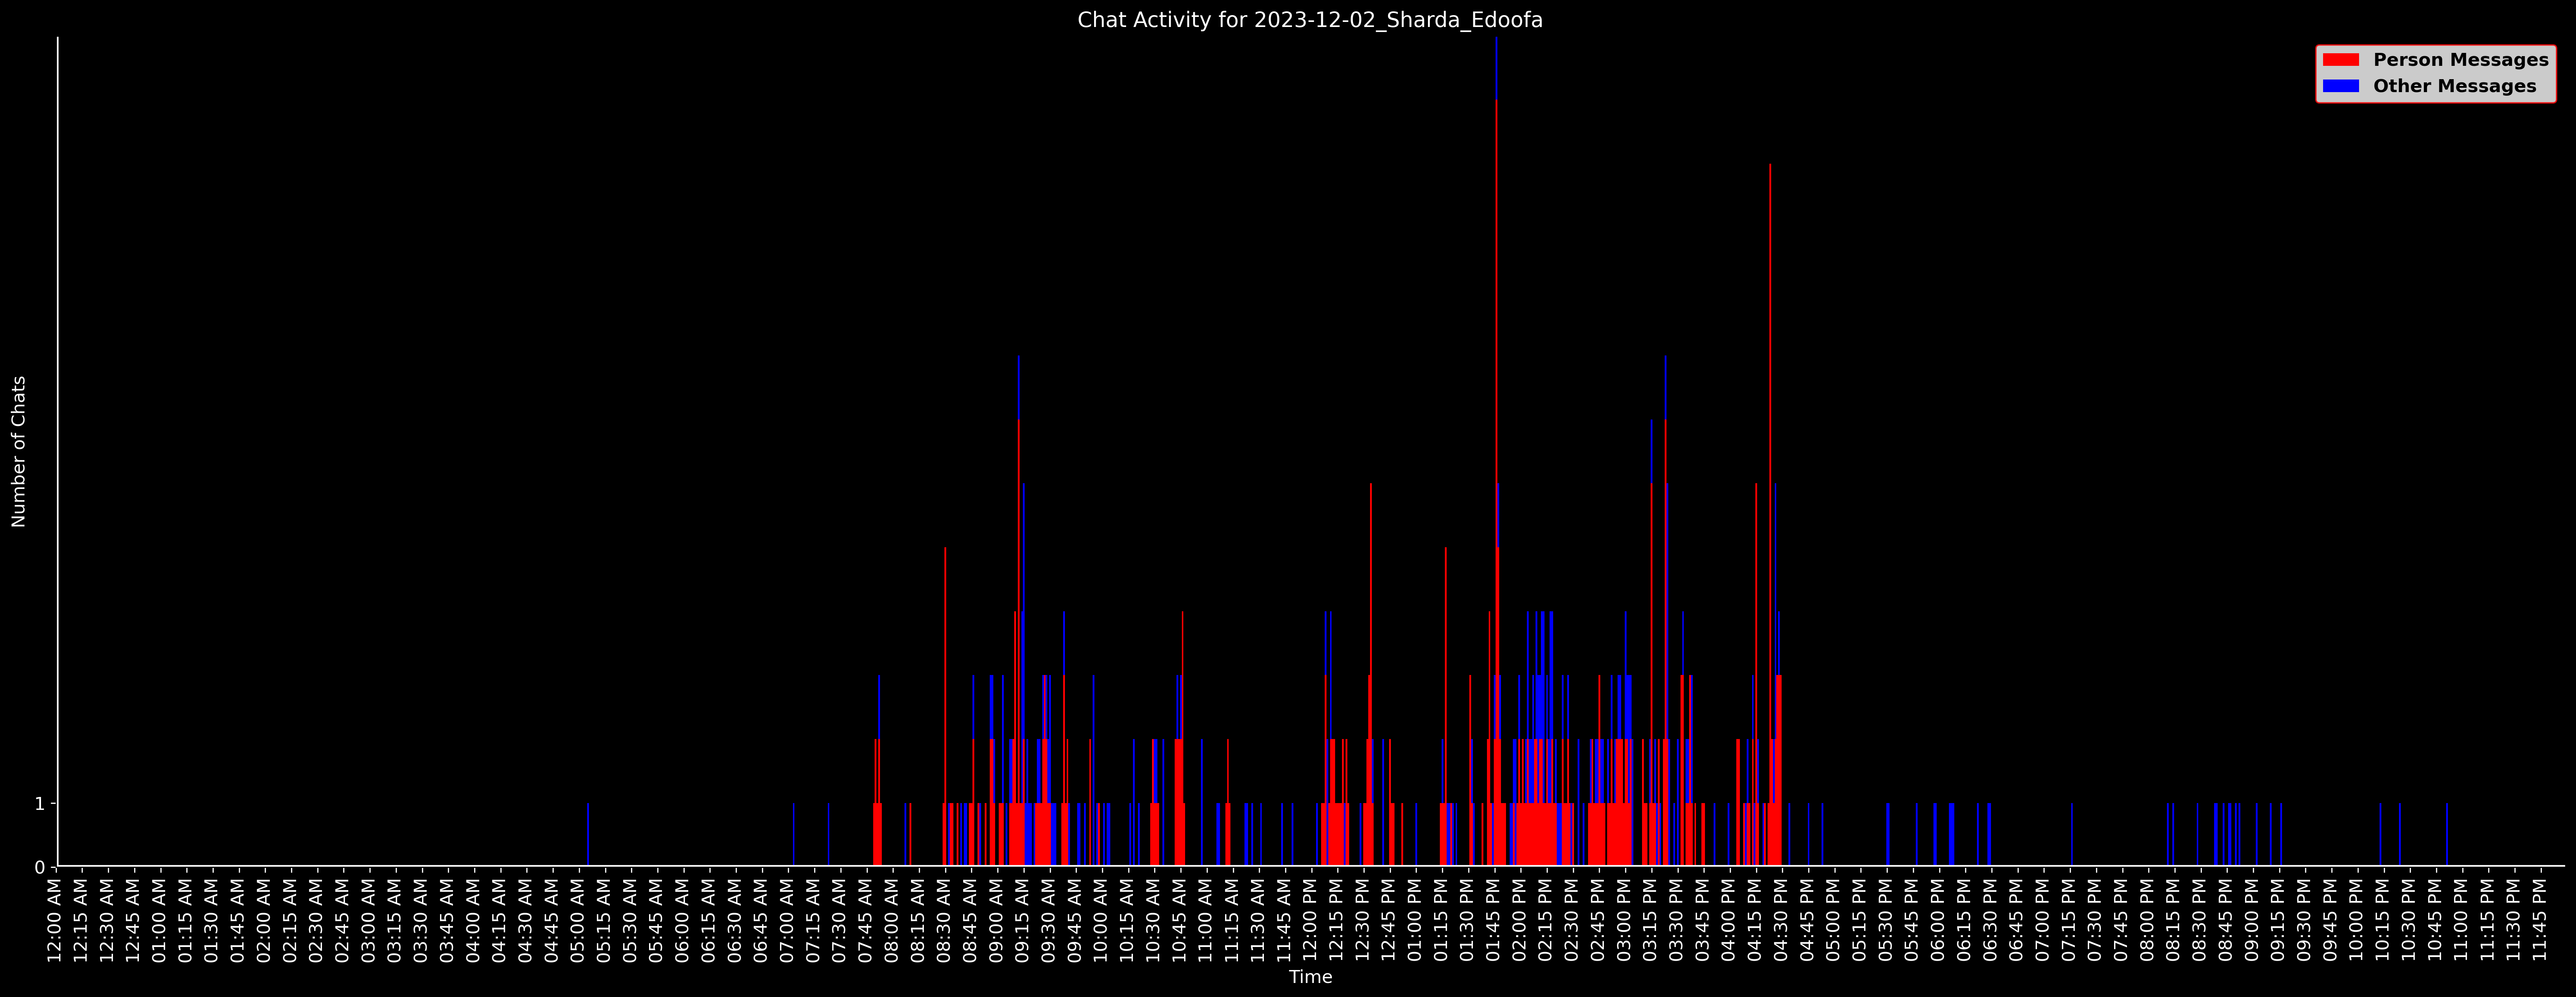 Chat Activity for 2023-12-02_Sharda_Edoofa
Person Messages
Other Messages
Number of Chats
1
0
12:00 AM
12:15 AM
12:30 AM
12:45 AM
01:00 AM
01:15 AM
01:30 AM
01:45 AM
02:00 AM
02:15 AM
02:30 AM
02:45 AM
03:00 AM
03:15 AM
03:30 AM
03:45 AM
04:00 AM
04:15 AM
04:30 AM
04:45 AM
05:00 AM
05:15 AM
05:30 AM
05:45 AM
06:00 AM
06:15 AM
06:30 AM
06:45 AM
07:00 AM
07:15 AM
07:30 AM
07:45 AM
08:00 AM
08:15 AM
08:30 AM
08:45 AM
09:00 AM
09:15 AM
09:30 AM
09:45 AM
10:00 AM
10:15 AM
10:30 AM
10:45 AM
11:00 AM
11:15 AM
11:30 AM
11:45 AM
12:00 PM
12:15 PM
12:30 PM
12:45 PM
01:00 PM
01:15 PM
01:30 PM
01:45 PM
02:00 PM
02:15 PM
02:30 PM
02:45 PM
03:00 PM
03:15 PM
03:30 PM
03:45 PM
04:00 PM
04:15 PM
04:30 PM
04:45 PM
05:00 PM
05:15 PM
05:30 PM
05:45 PM
06:00 PM
06:15 PM
06:30 PM
06:45 PM
07:00 PM
07:15 PM
07:30 PM
07:45 PM
08:00 PM
08:15 PM
08:30 PM
08:45 PM
09:00 PM
09:15 PM
09:30 PM
09:45 PM
10:00 PM
10:15 PM
10:30 PM
10:45 PM
11:00 PM
11:15 PM
11:30 PM
11:45 PM
Time